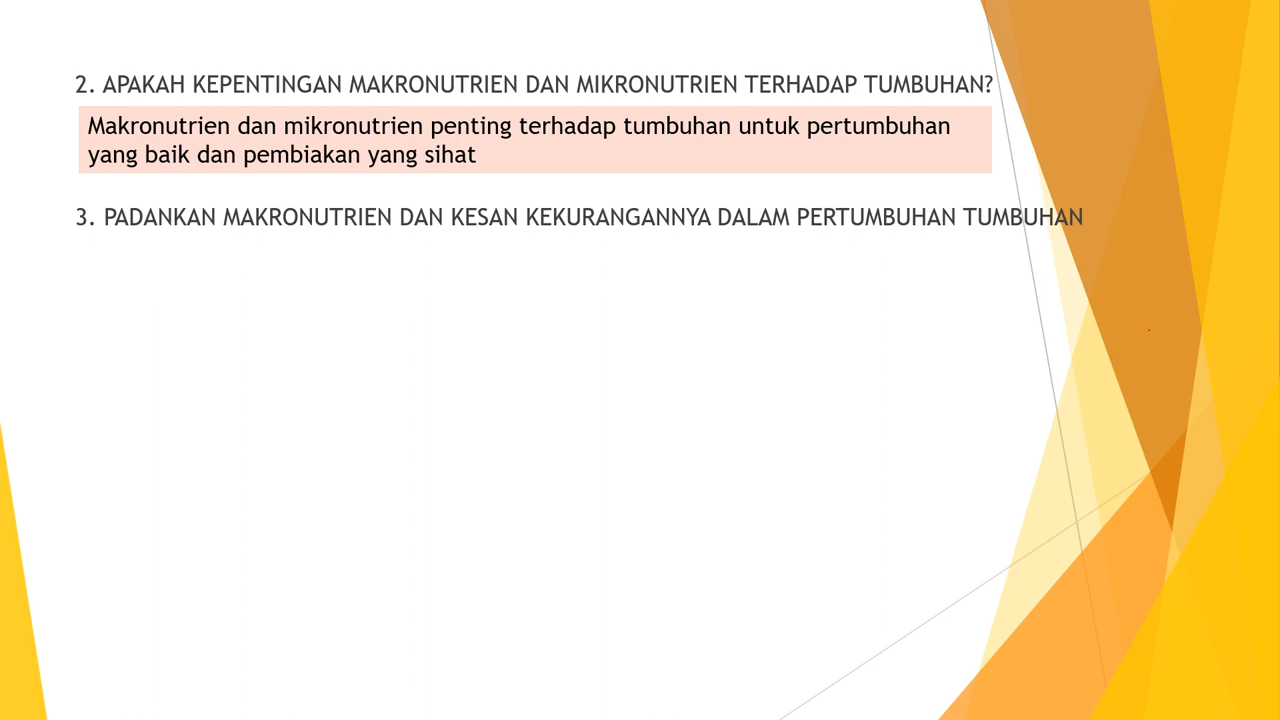 2. APAKAH KEPENTINGAN MAKRONUTRIEN DAN MIKRONUTRIEN TERHADAP TUMBUHAN?
Makronutrien dan mikronutrien penting terhadap tumbuhan untuk pertumbuhan
yang baik dan pembiakan yang sihat
3. PADANKAN MAKRONUTRIEN DAN KESAN KEKURANGANNYA DALAM PERTUMBUHAN TUMBUHAN